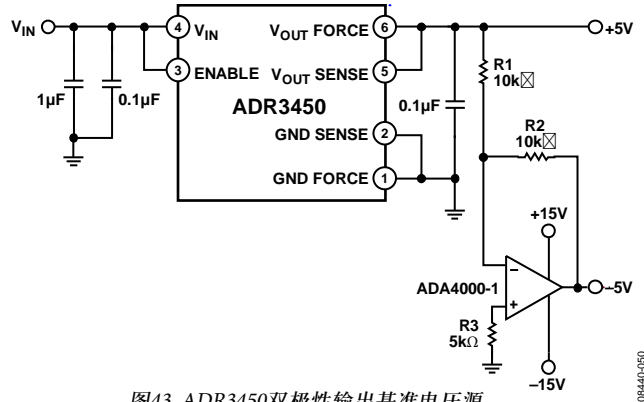 VIN
4
VIN
VOUT FORCE
6
+5V
3
ENABLE
VOUT SENSE
5
R1
10k☒
1µF
0.1µF
ADR3450
0.1µF
GND SENSE
2
R2
10k☒
GND FORCE
1
+15V
ADA4000-1
−
+
–5V
R3
5kΩ
–15V
图43. ADR3450双极性输出基准电压源
08440-050